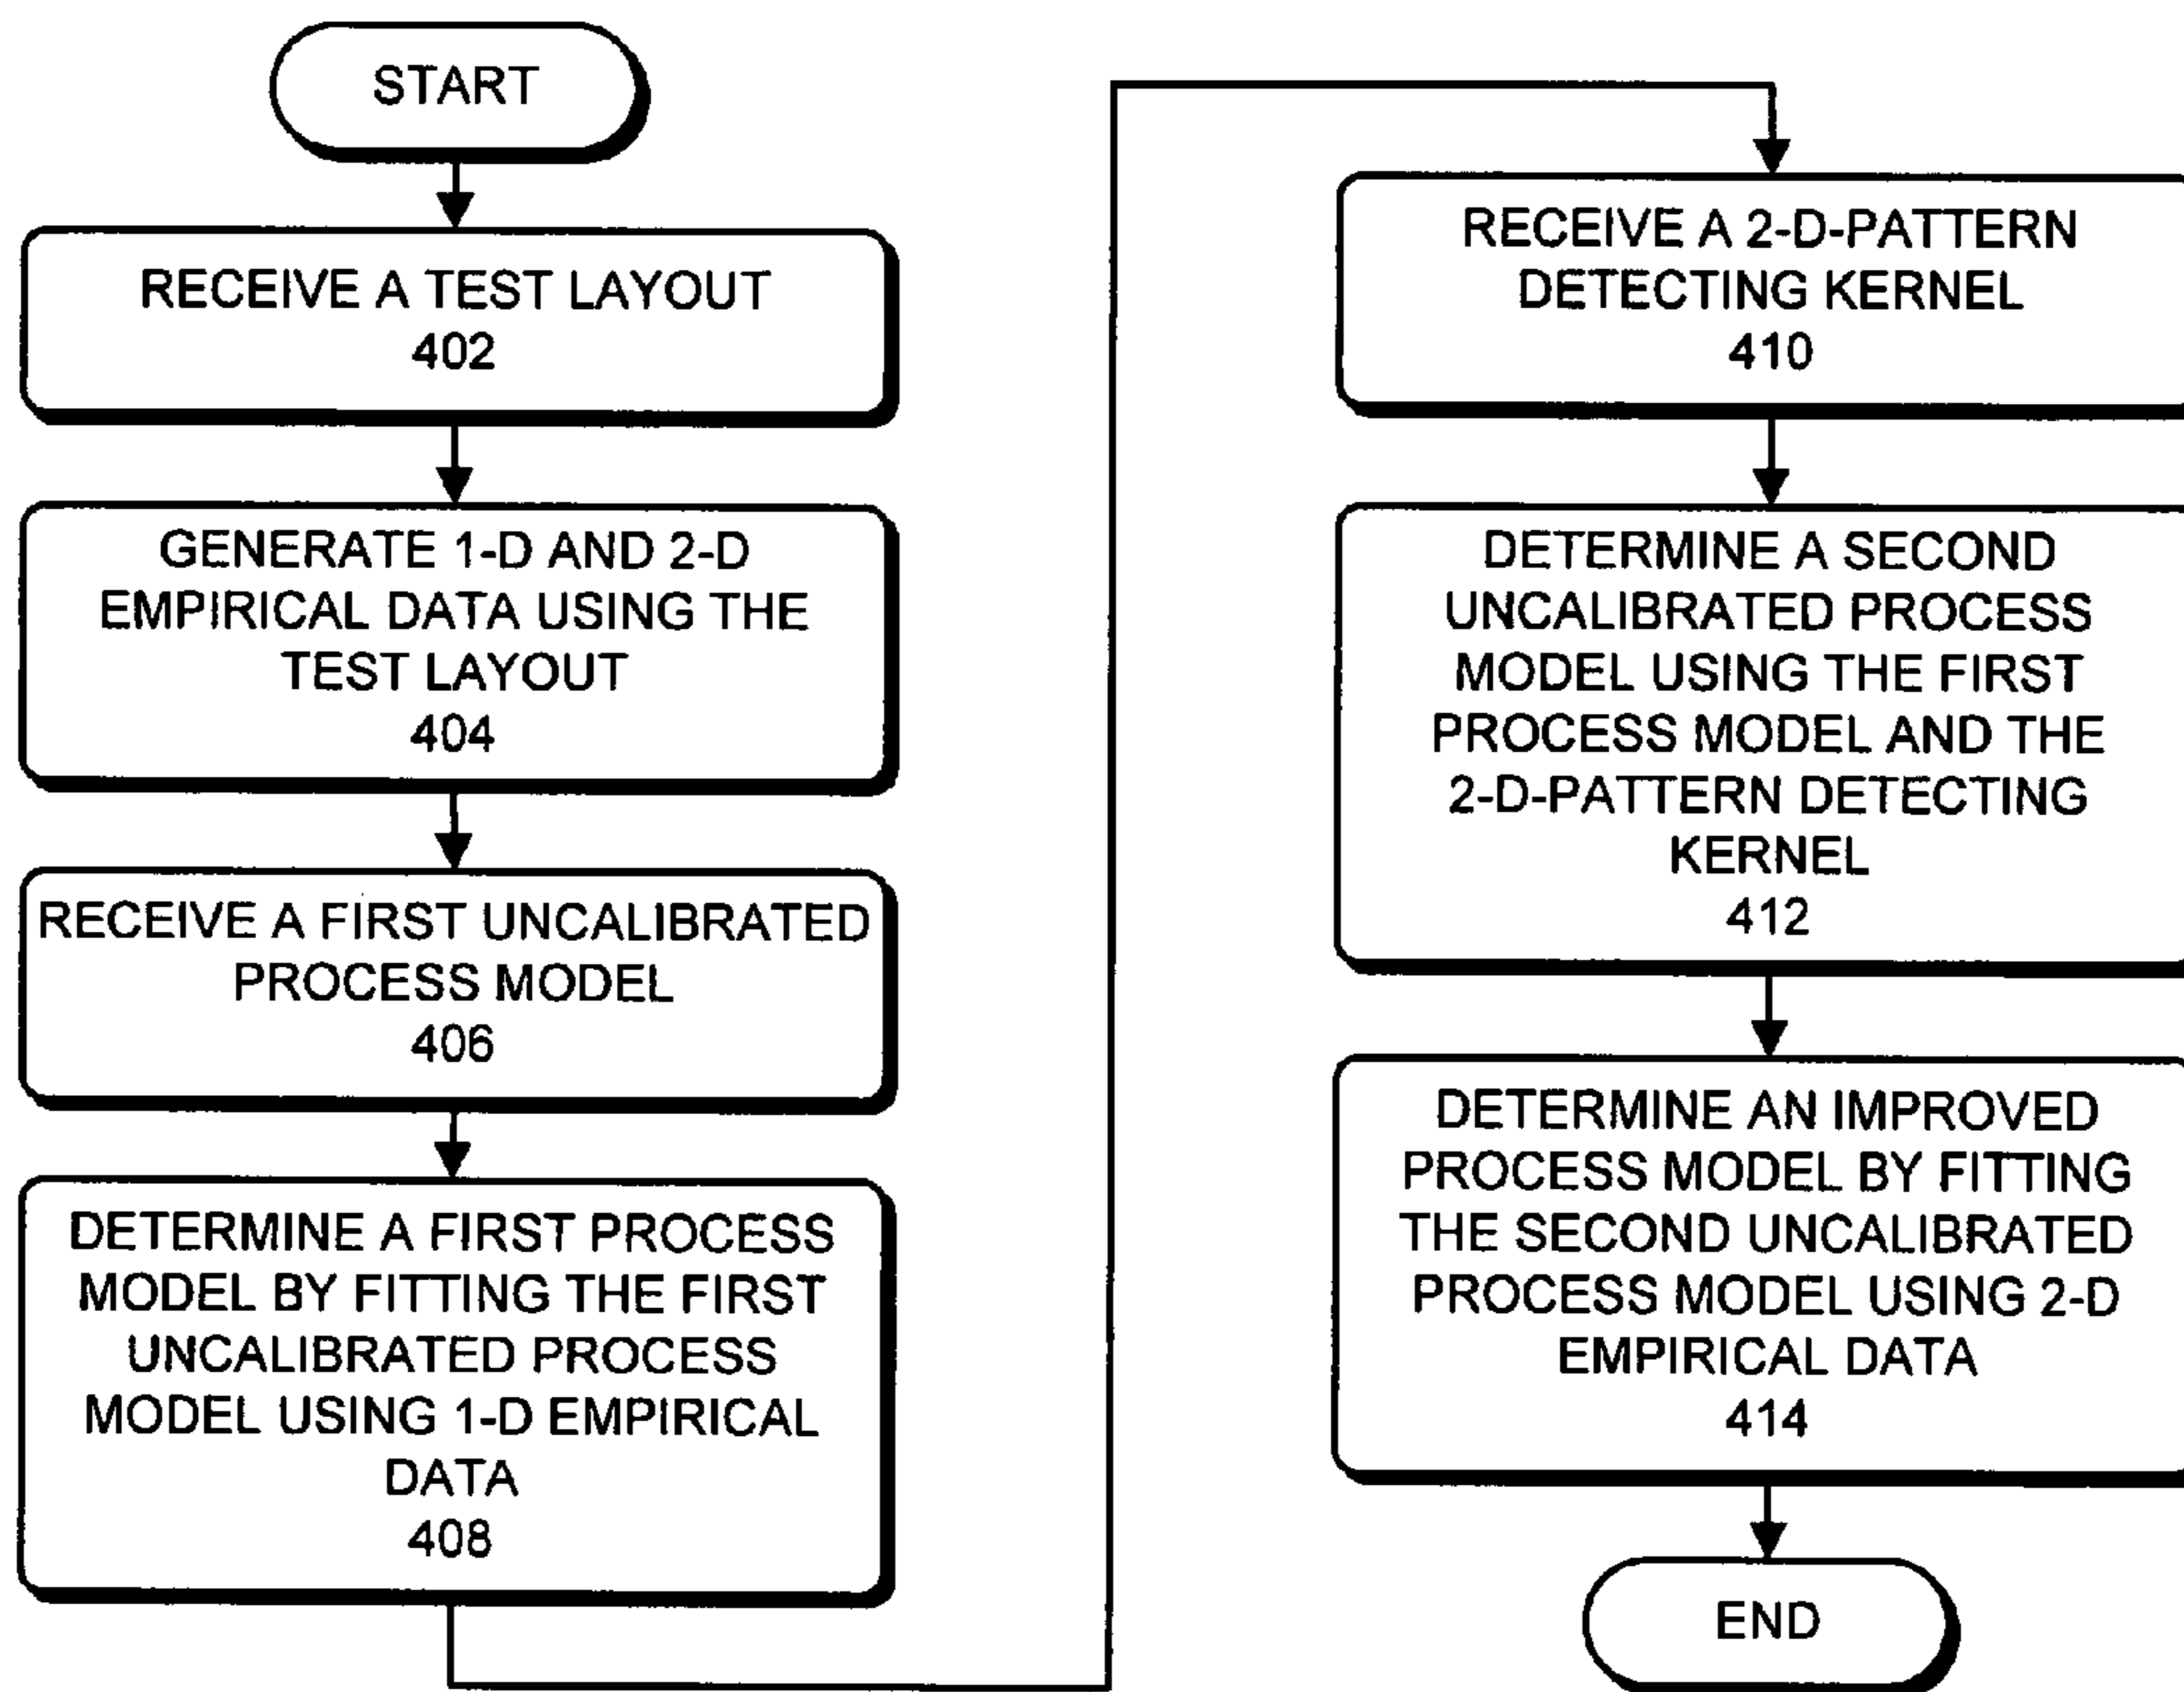 START
RECEIVE A TEST LAYOUT
402
GENERATE 1-D AND 2-D
EMPIRICAL DATA USING THE
TEST LAYOUT
404
RECEIVE A FIRST UNCALIBRATED
PROCESS MODEL
406
DETERMINE A FIRST PROCESS
MODEL BY FITTING THE FIRST
UNCALIBRATED PROCESS
MODEL USING 1-D EMPIRICAL
DATA
408
RECEIVE A 2-D-PATTERN
DETECTING KERNEL
410
DETERMINE A SECOND
UNCALIBRATED PROCESS
MODEL USING THE FIRST
PROCESS MODEL AND THE
2-D-PATTERN DETECTING
KERNEL
412
DETERMINE AN IMPROVED
PROCESS MODEL BY FITTING
THE SECOND UNCALIBRATED
PROCESS MODEL USING 2-D
EMPIRICAL DATA
414
END